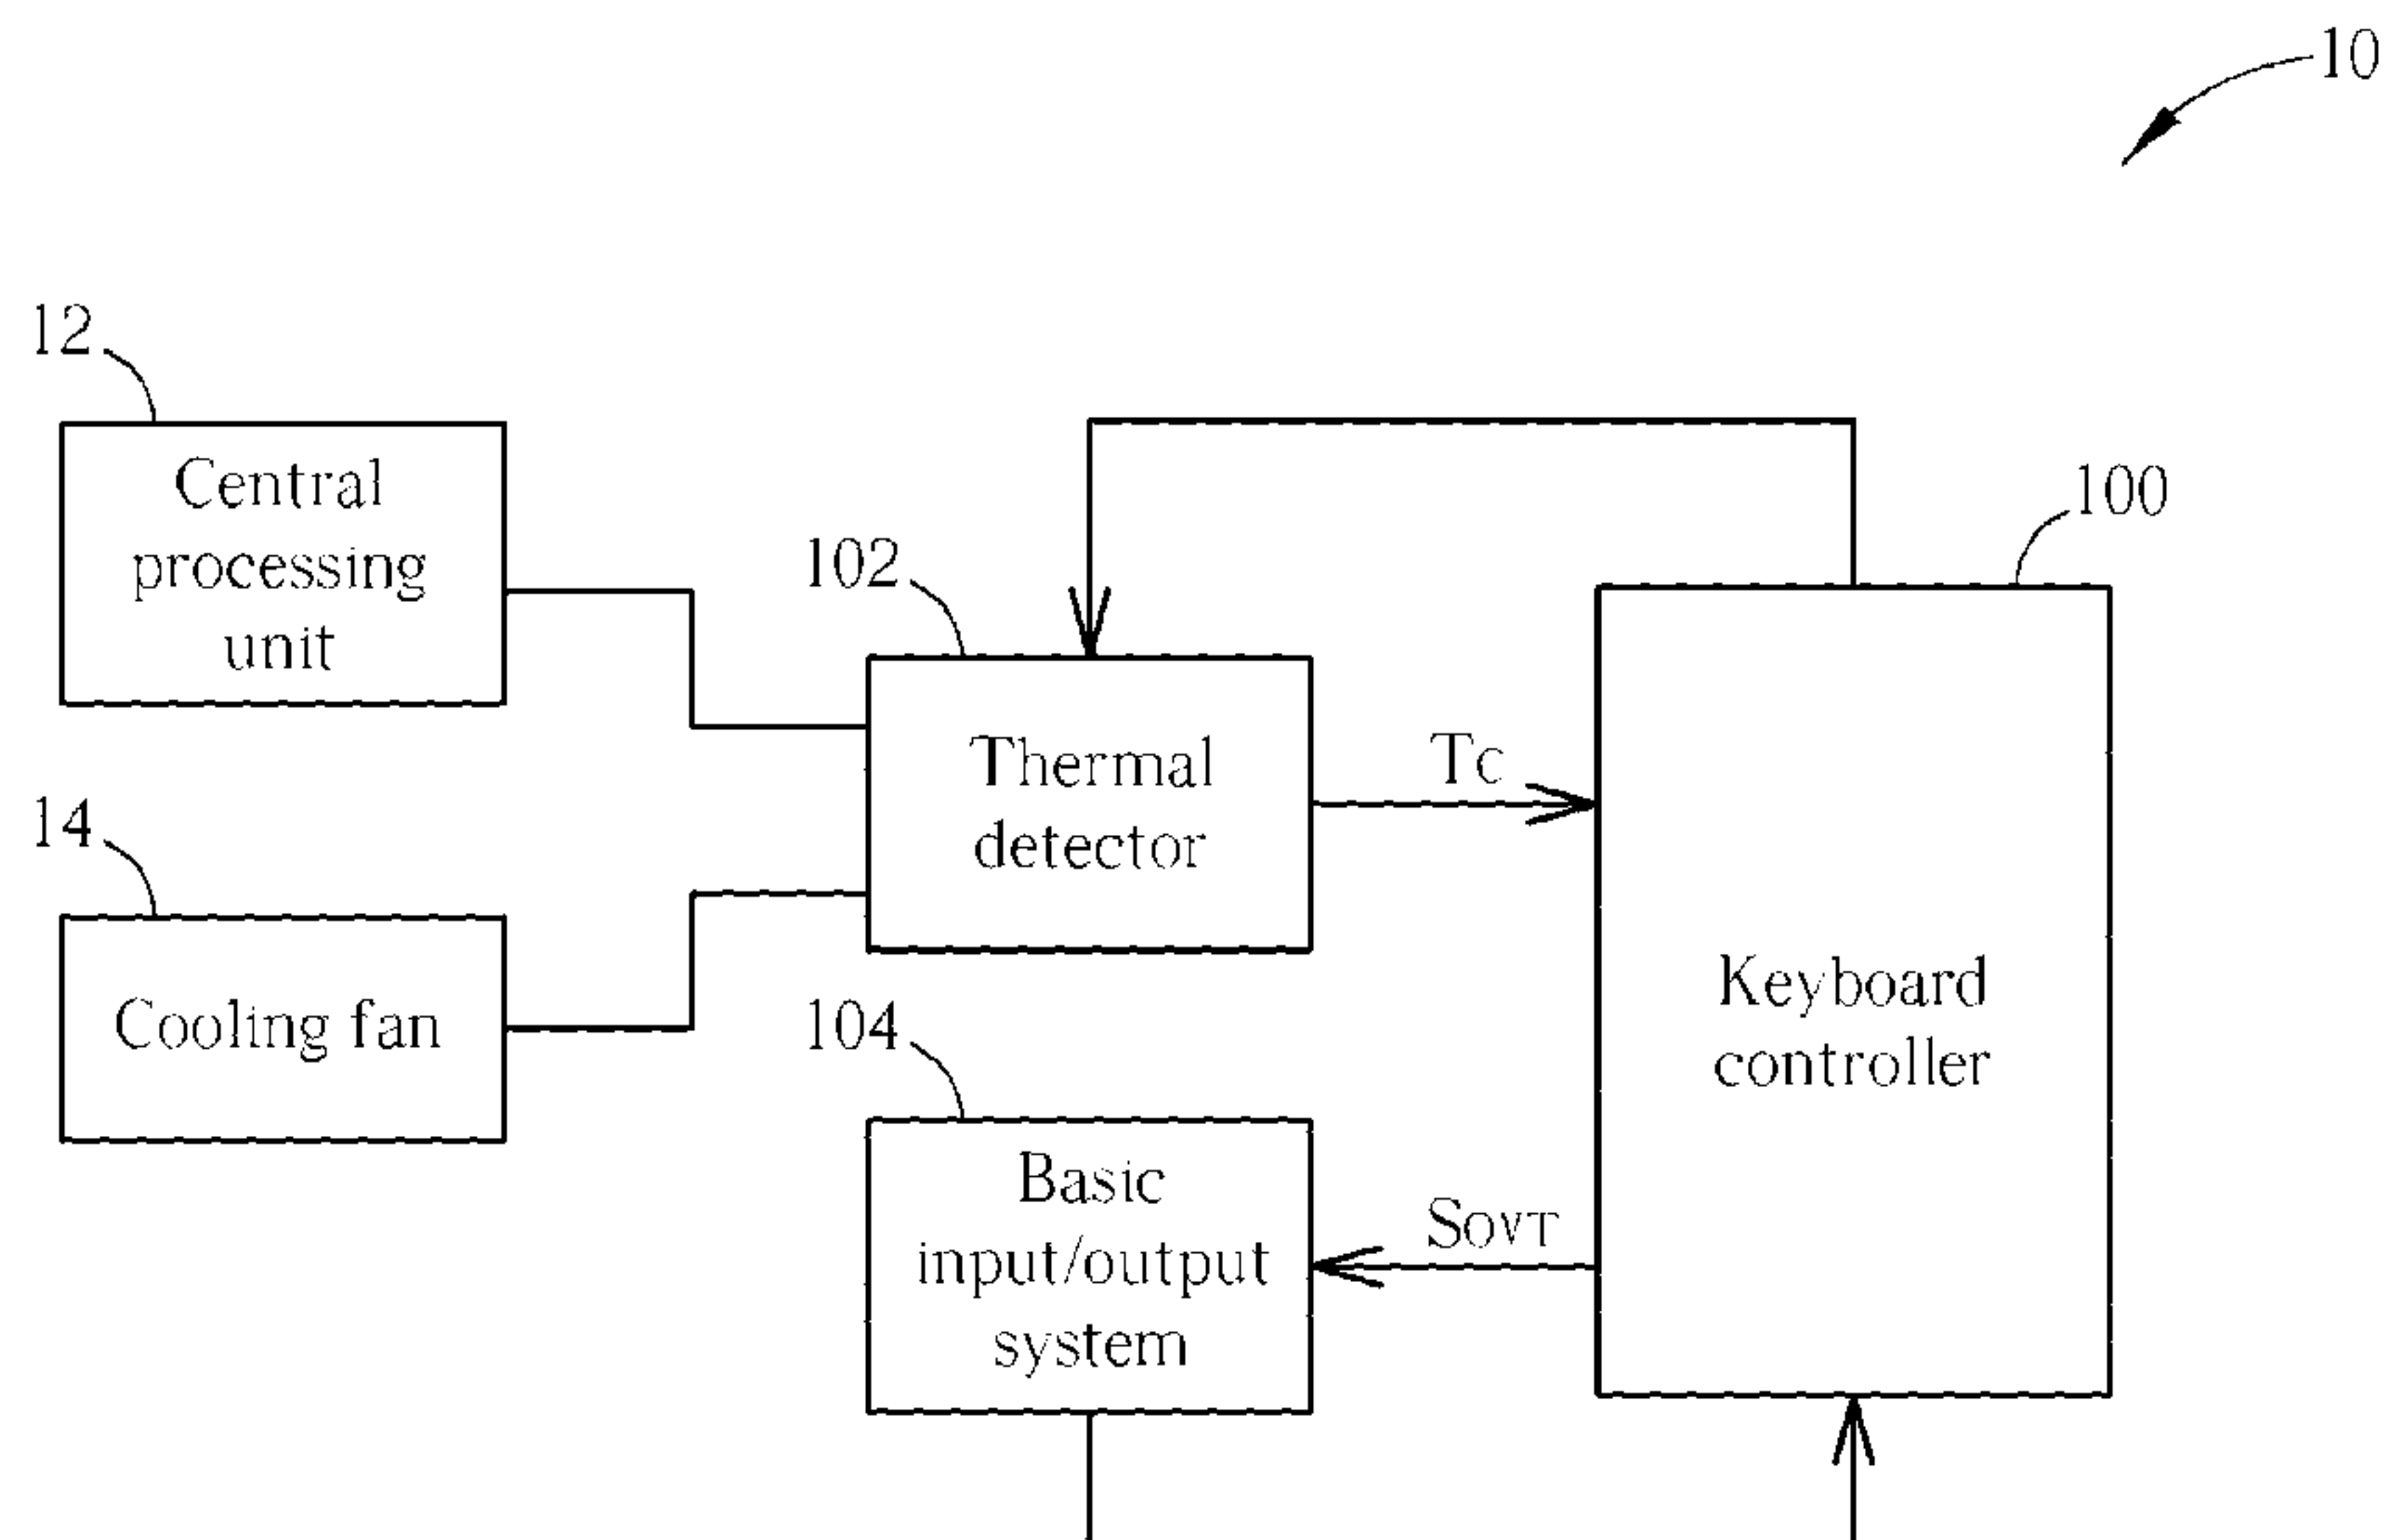 10
12
Central
processing
unit
100
102
Thermal
detector
Tc
14
Cooling fan
Keyboard
controller
104
Basic
input/output
system
SOVT